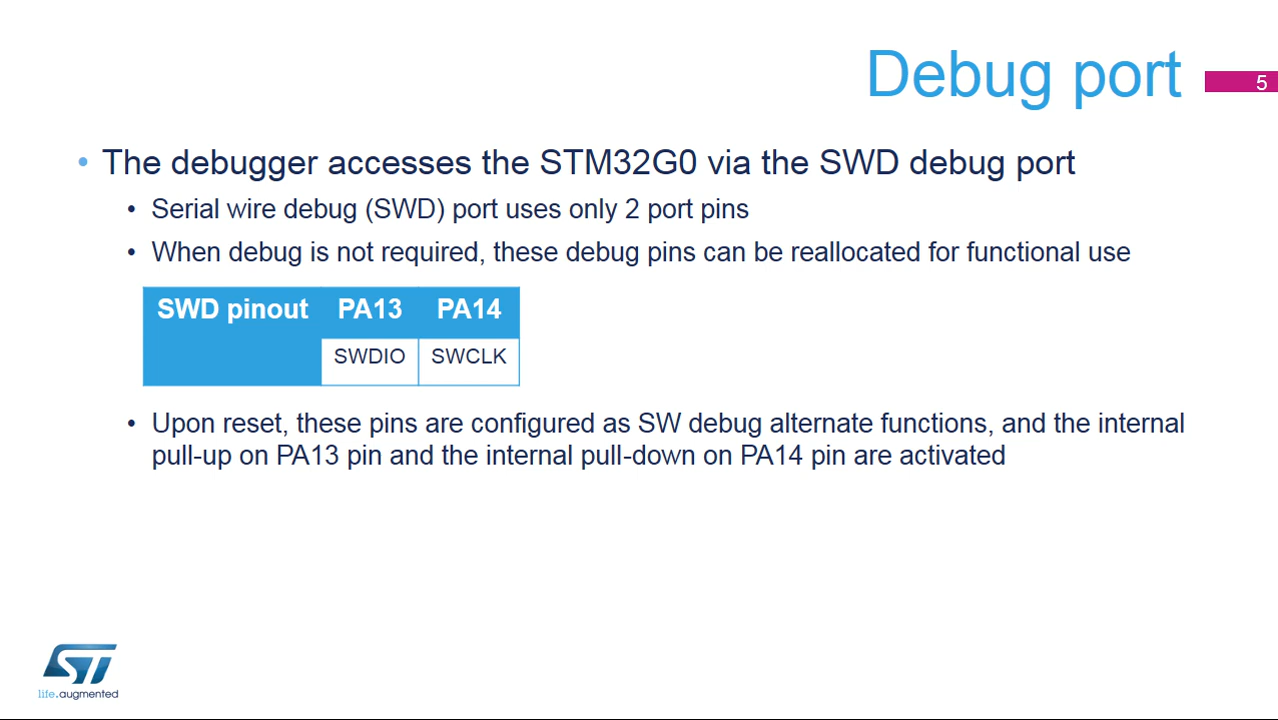 Debug port
5
• The debugger accesses the STM32G0 via the SWD debug port
• Serial wire debug (SWD) port uses only 2 port pins
• When debug is not required, these debug pins can be reallocated for functional use
SWD pinout PA13 PA14
SWDIO SWCLK
• Upon reset, these pins are configured as SW debug alternate functions, and the internal
pull-up on PA13 pin and the internal pull-down on PA14 pin are activated
ST
life.augmented